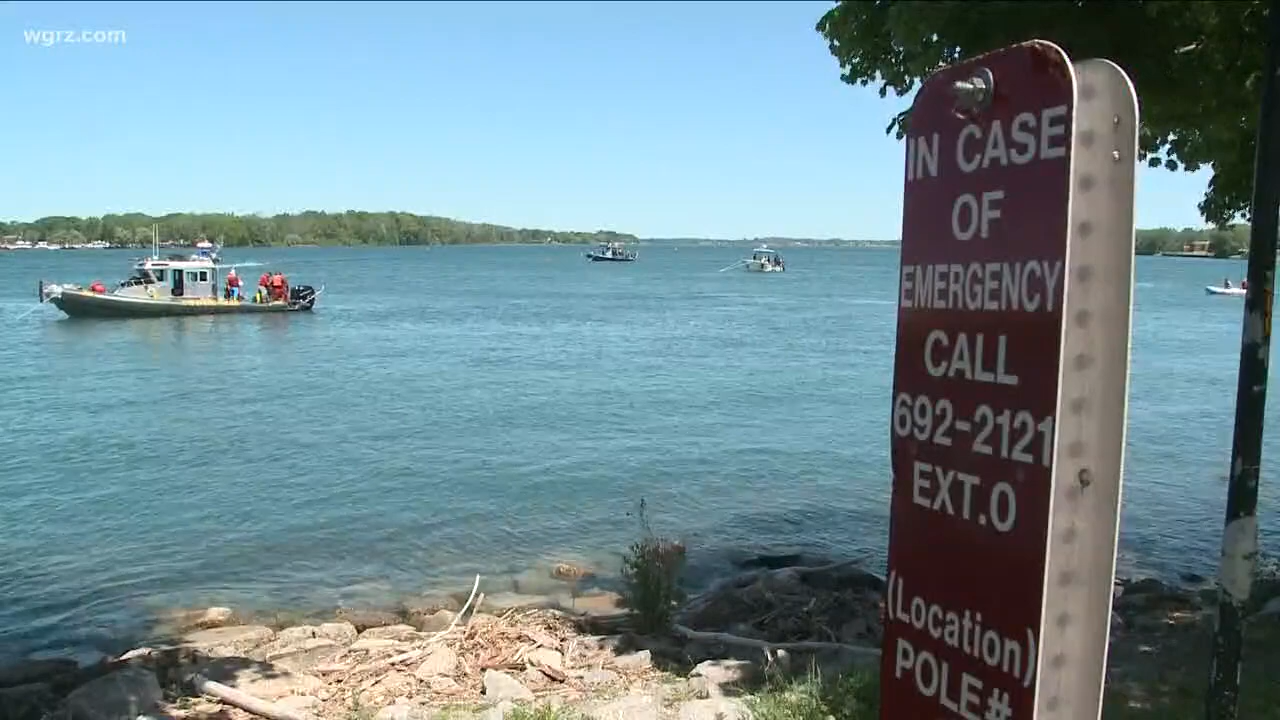 wgrz.com
IN CASE
OF
EMERGENCY
CALL
692-2121
EXT.0
(Location)
POLE#